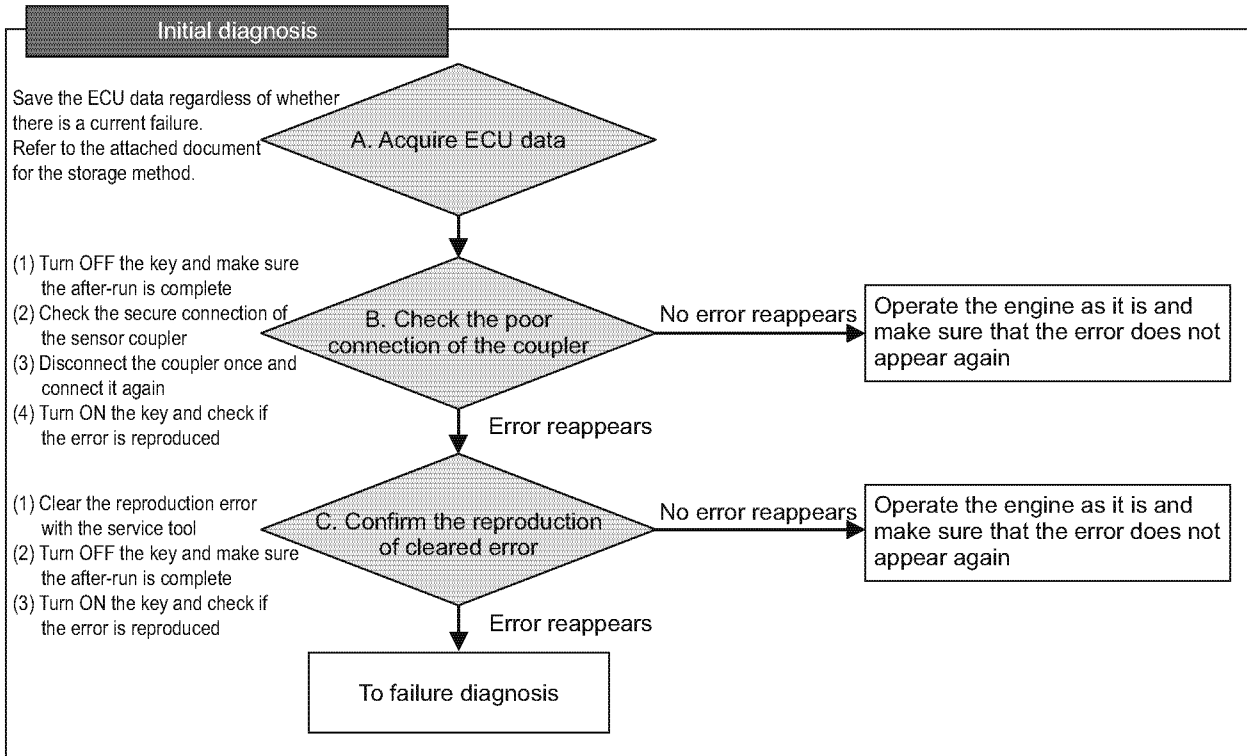 Initial diagnosis
Save the ECU data regardless of whether
there is a current failure.
Refer to the attached document
for the storage method.
A. Acquire ECU data
(1) Turn OFF the key and make sure
the after-run is complete
(2) Check the secure connection of
the sensor coupler
(3) Disconnect the coupler once and
connect it again
(4) Turn ON the key and check if
the error is reproduced
B. Check the poor
connection of the coupler
No error reappears
Operate the engine as it is and
make sure that the error does not
appear again
Error reappears
(1) Clear the reproduction error
with the service tool
(2) Turn OFF the key and make sure
the after-run is complete
(3) Turn ON the key and check if
the error is reproduced
C. Confirm the reproduction
of cleared error
No error reappears
Operate the engine as it is and
make sure that the error does not
appear again
Error reappears
To failure diagnosis